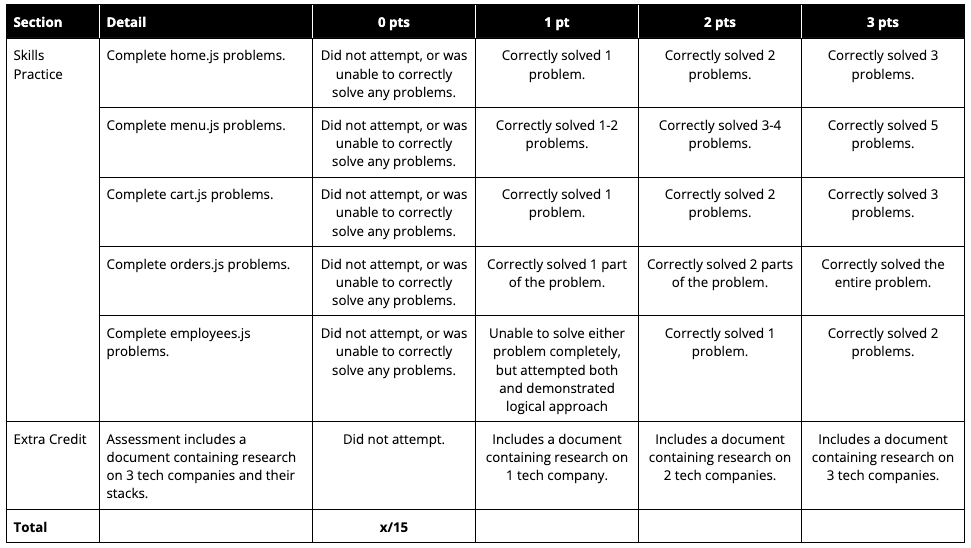 Section Detail 0 pts 1 pt 2 pts 3 pts
Skills
Practice
Complete home.js problems.
Did not attempt, or was
unable to correctly
solve any problems.
Correctly solved 1
problem.
Correctly solved 2
problems.
Correctly solved 3
problems.
Complete menu.js problems.
Did not attempt, or was
unable to correctly
solve any problems.
Correctly solved 1-2
problems.
Correctly solved 3-4
problems.
Correctly solved 5
problems.
Complete cart.js problems.
Did not attempt, or was
unable to correctly
solve any problems.
Correctly solved 1
problem.
Correctly solved 2
problems.
Correctly solved 3
problems.
Complete orders.js problems.
Did not attempt, or was
unable to correctly
solve any problems.
Correctly solved 1 part
of the problem.
Correctly solved 2 parts
of the problem.
Correctly solved the
entire problem.
Complete employees.js
problems.
Did not attempt, or was
unable to correctly
solve any problems.
Unable to solve either
problem completely,
but attempted both
and demonstrated
logical approach
Correctly solved 1
problem.
Correctly solved 2
problems.
Extra Credit
Assessment includes a
document containing research
on 3 tech companies and their
stacks.
Did not attempt.
Includes a document
containing research on
1 tech company.
Includes a document
containing research on
2 tech companies.
Includes a document
containing research on
3 tech companies.
Total x/15